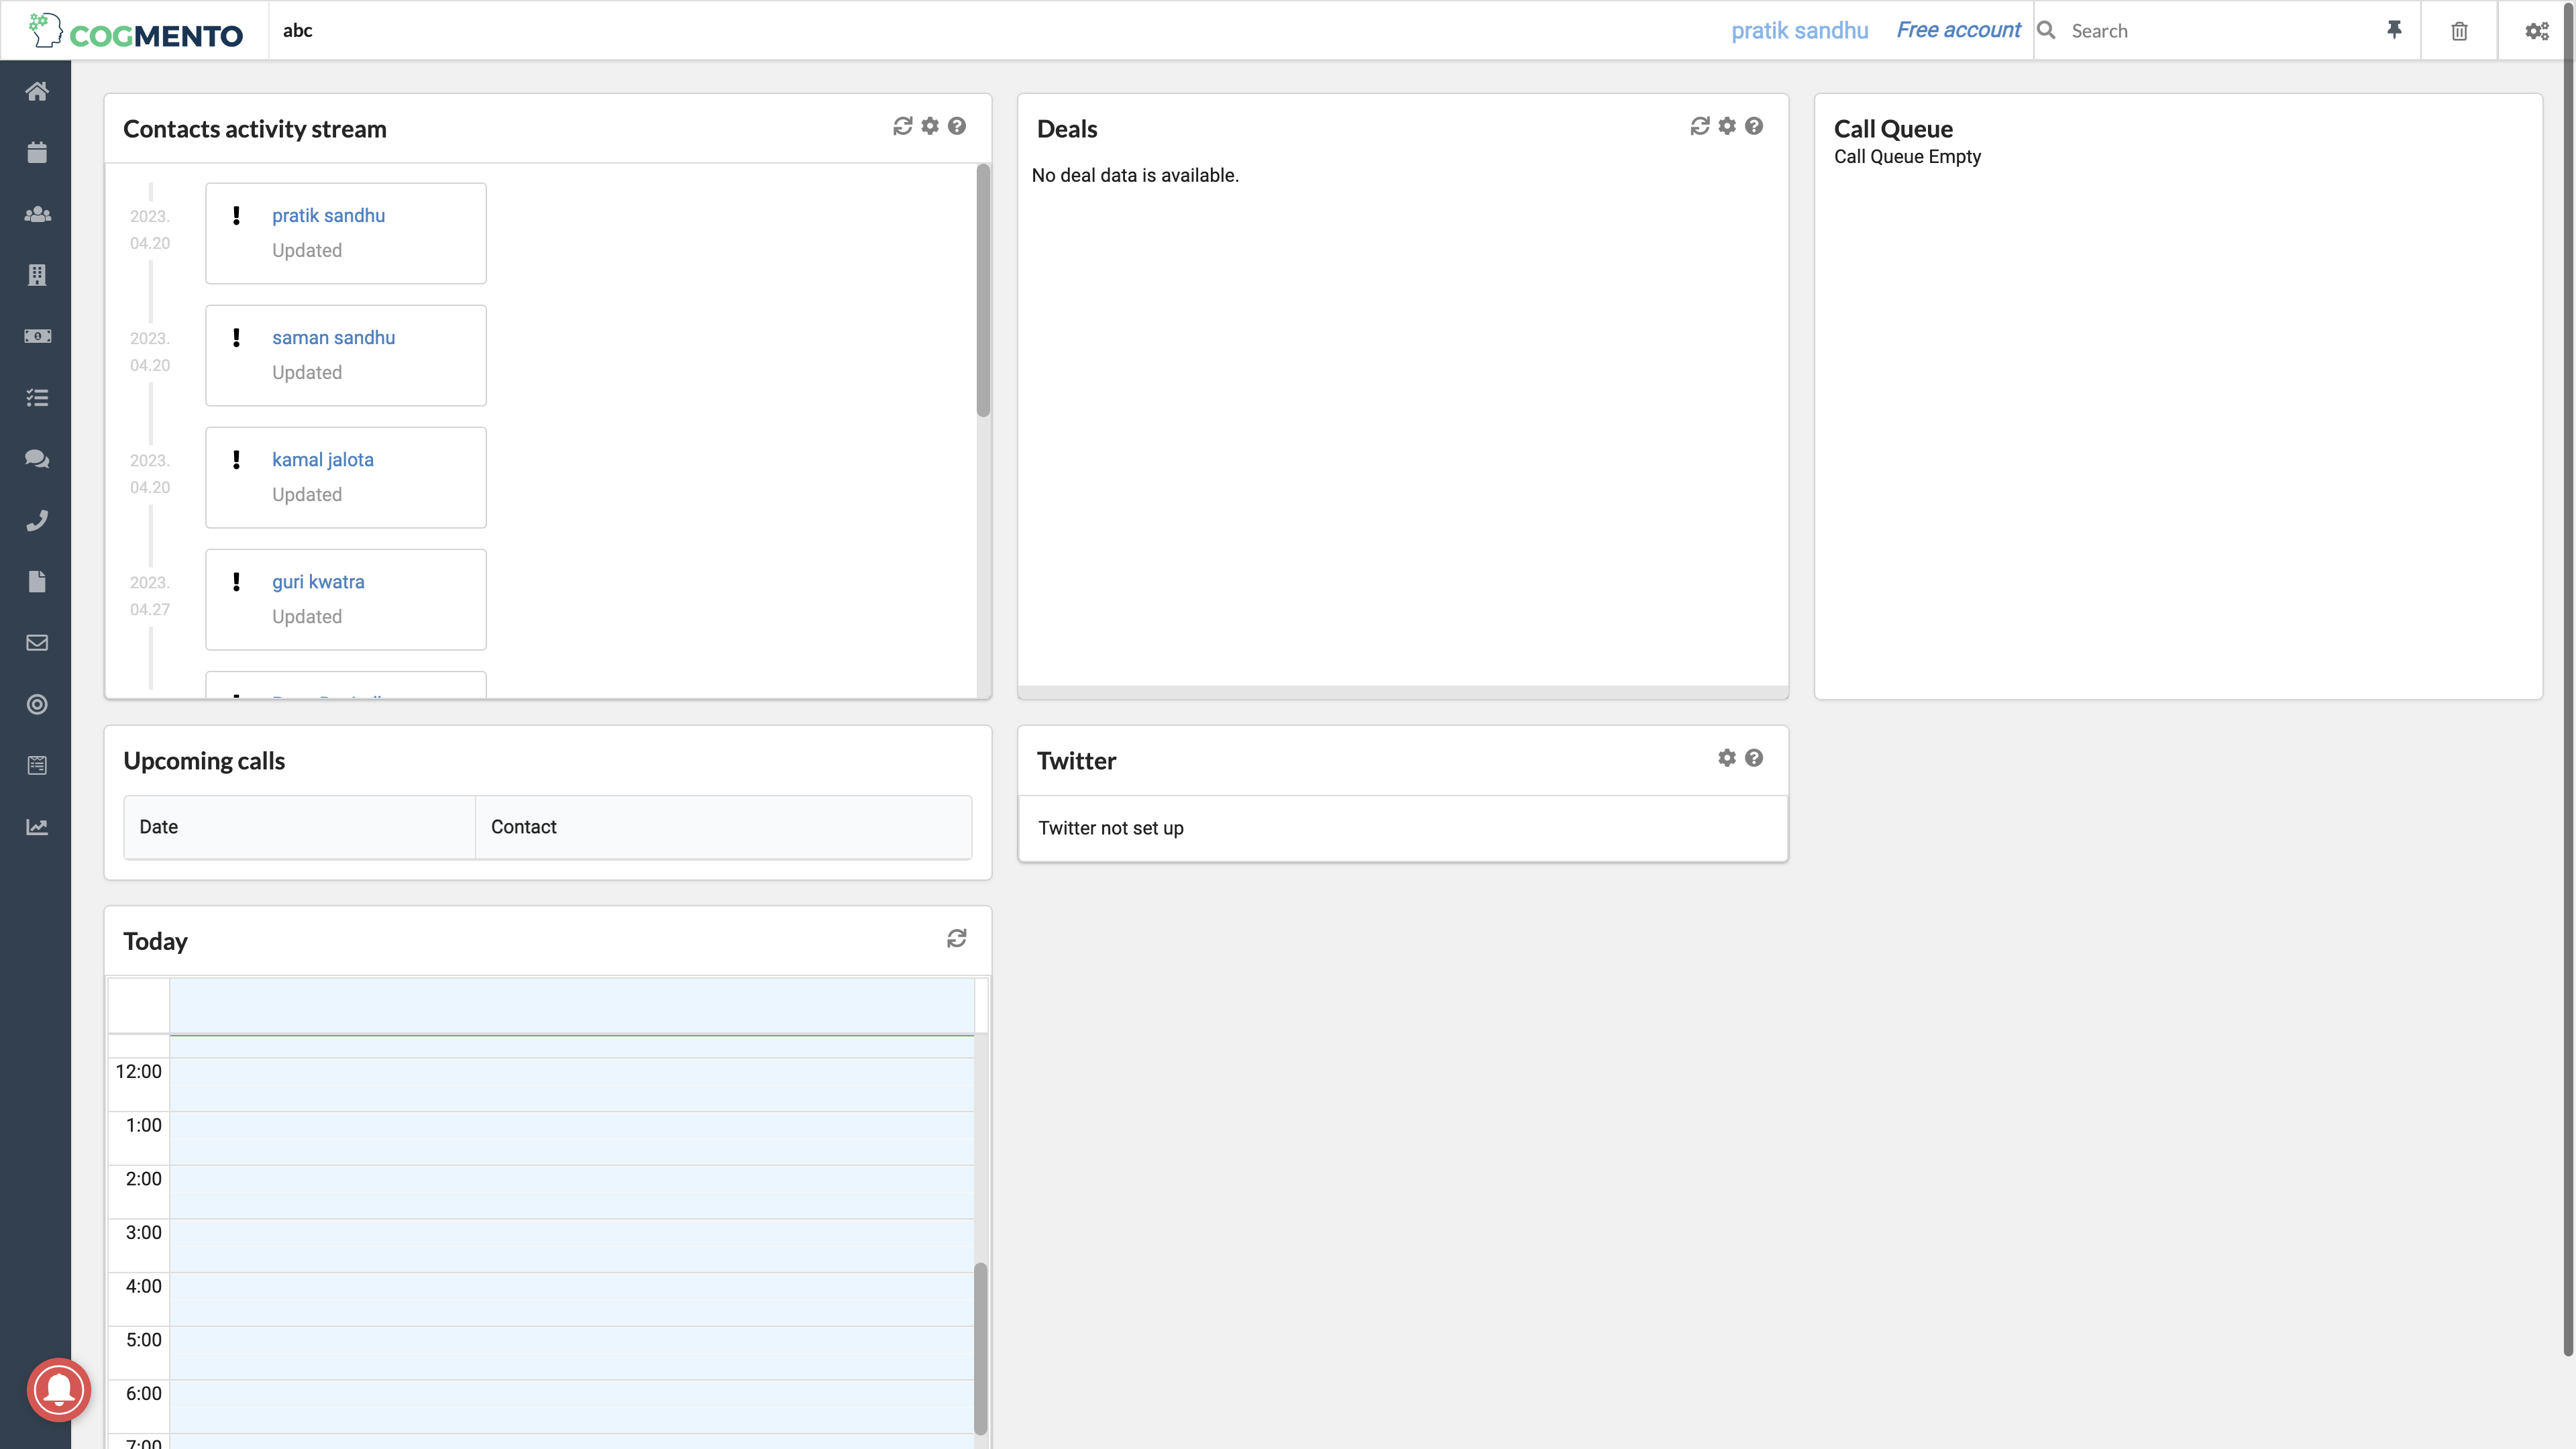 COGMENTO
abc
pratik sandhu
Free account
Search
Contacts activity stream
2023.
04.20
pratik sandhu
Updated
2023.
04.20
saman sandhu
Updated
2023.
04.20
kamal jalota
Updated
2023.
04.27
guri kwatra
Updated
Deals
No deal data is available.
Call Queue
Call Queue Empty
Upcoming calls
Date
Contact
Twitter
Twitter not set up
Today
12:00
1:00
2:00
3:00
4:00
5:00
6:00
7:00